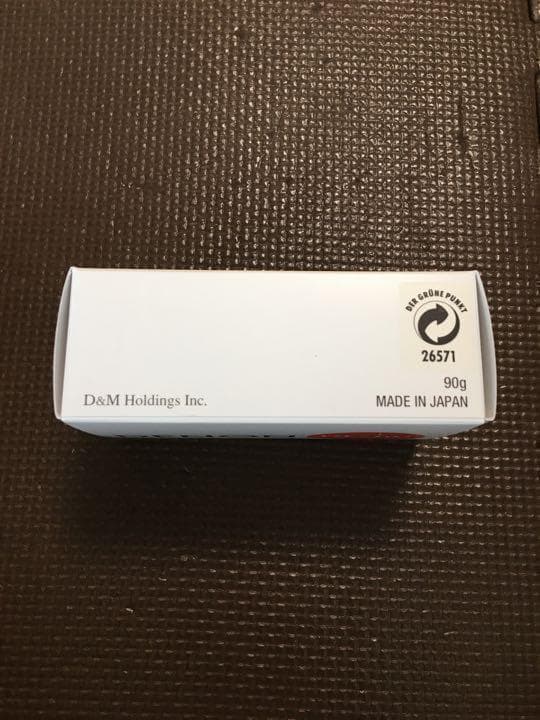 DER GRÜNE PUNKT
26571
90g
D&M Holdings Inc.
MADE IN JAPAN